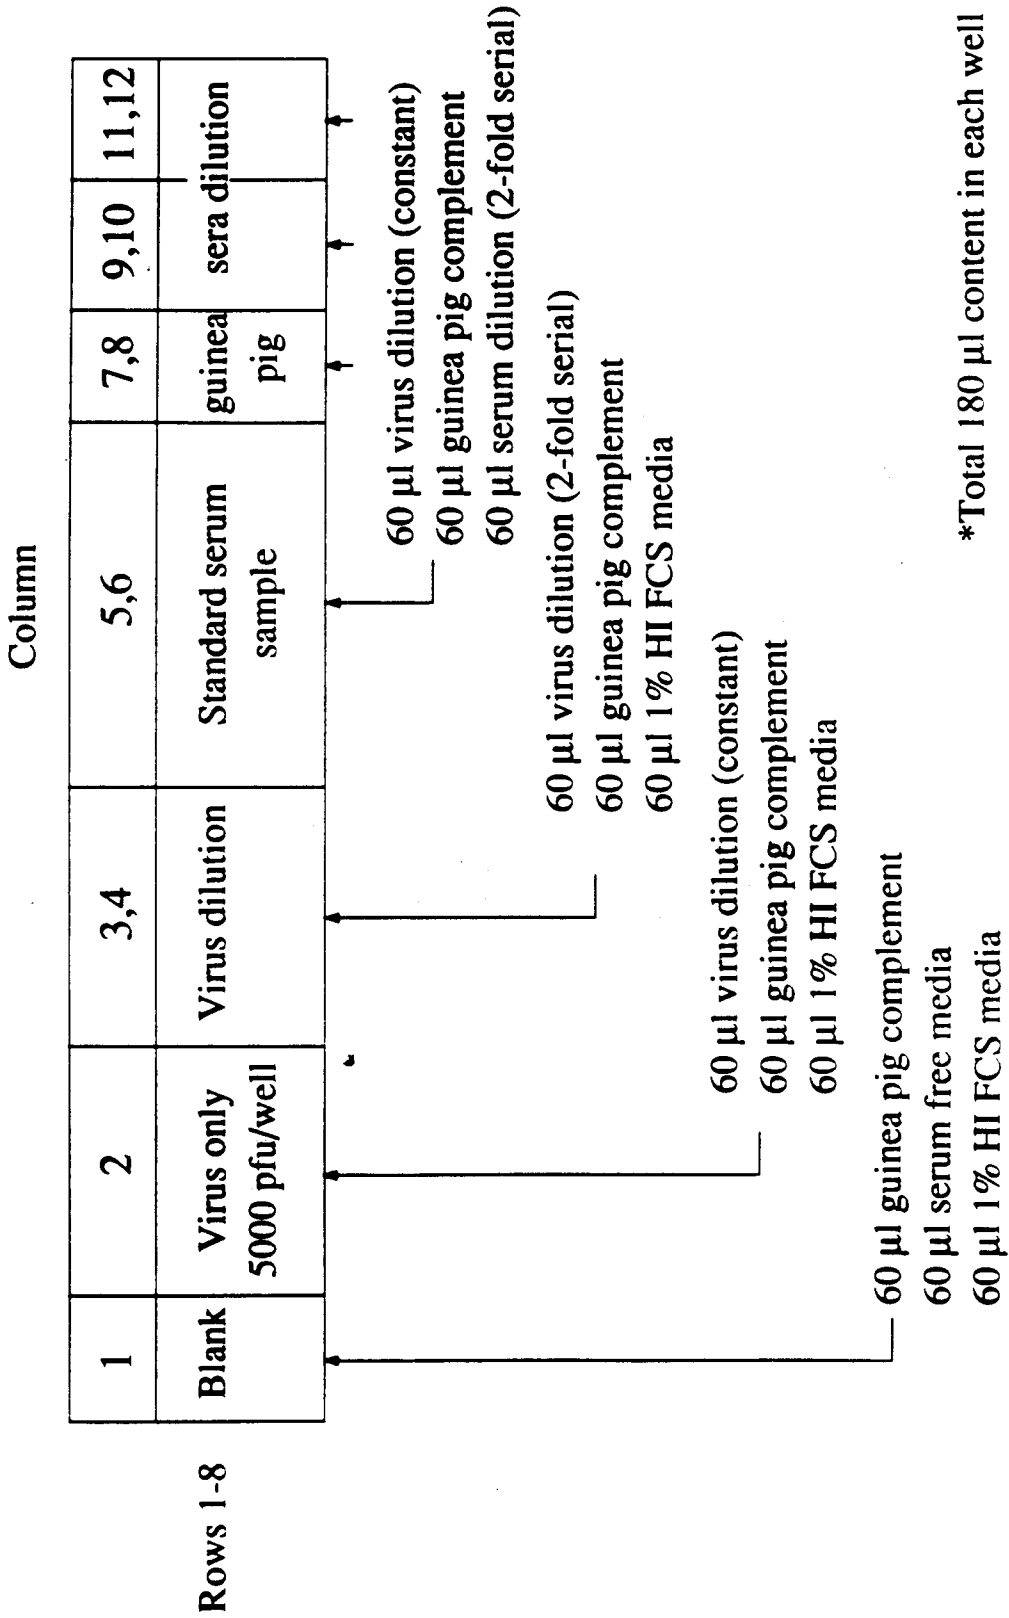 Column
1 2 3,4 5,6 7,8 9,10 11,12
Rows 1-8
Blank
Virus only
5000 pfu/well
Virus dilution
Standard serum
sample
guinea
pig
sera dilution
60 µl virus dilution (constant)
60 µl guinea pig complement
60 µl serum dilution (2-fold serial)
60 µl virus dilution (2-fold serial)
60 µl guinea pig complement
60 µl 1% HI FCS media
60 µl virus dilution (constant)
60 µl guinea pig complement
60 µl 1% HI FCS media
60 µl guinea pig complement
60 µl serum free media
60 µl 1% HI FCS media
*Total 180 µl content in each well